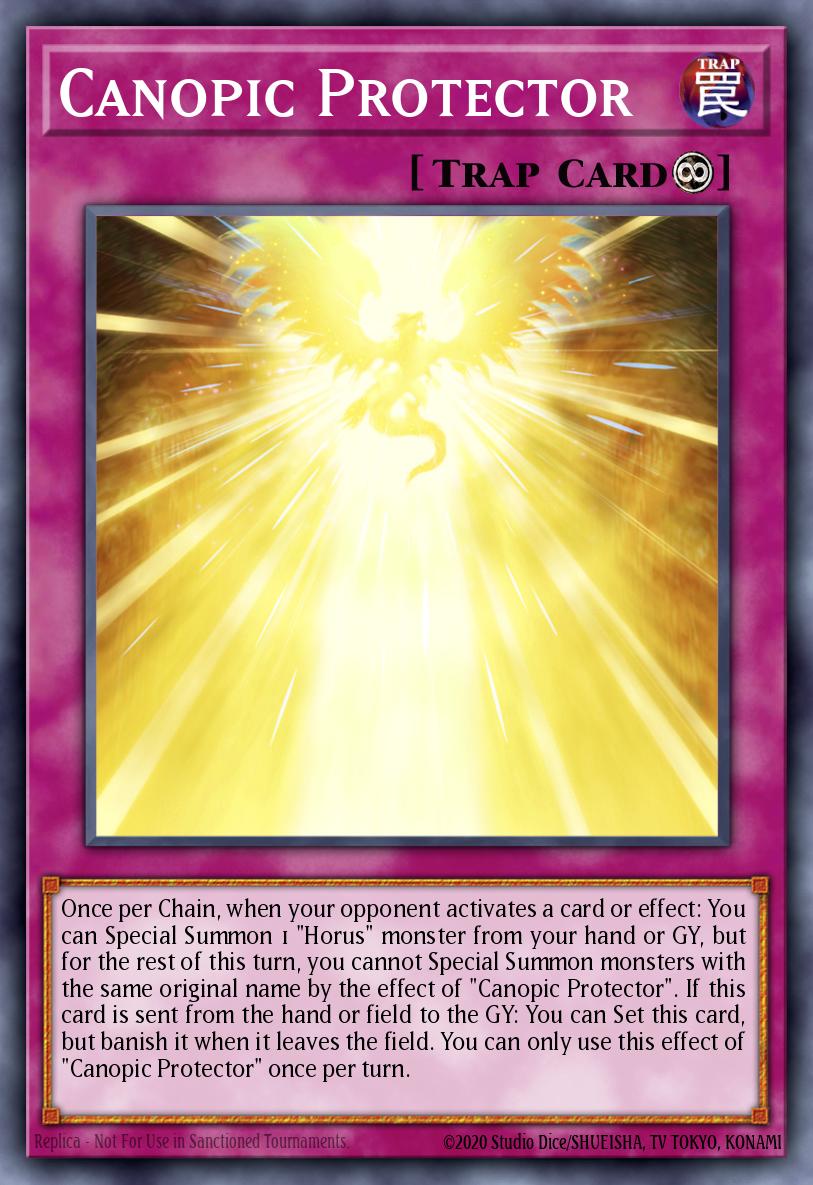 CANOPIC PROTECTOR
TRAP
罠
[TRAP CARD∞]
Once per Chain, when your opponent activates a card or effect: You
can Special Summon 1 "Horus" monster from your hand or GY, but
for the rest of this turn, you cannot Special Summon monsters with
the same original name by the effect of "Canopic Protector". If this
card is sent from the hand or field to the GY: You can Set this card,
but banish it when it leaves the field. You can only use this effect of
"Canopic Protector" once per turn.
Replica - Not For Use in Sanctioned Tournaments.
©2020 Studio Dice/SHUEISHA, TV TOKYO, KONAMI